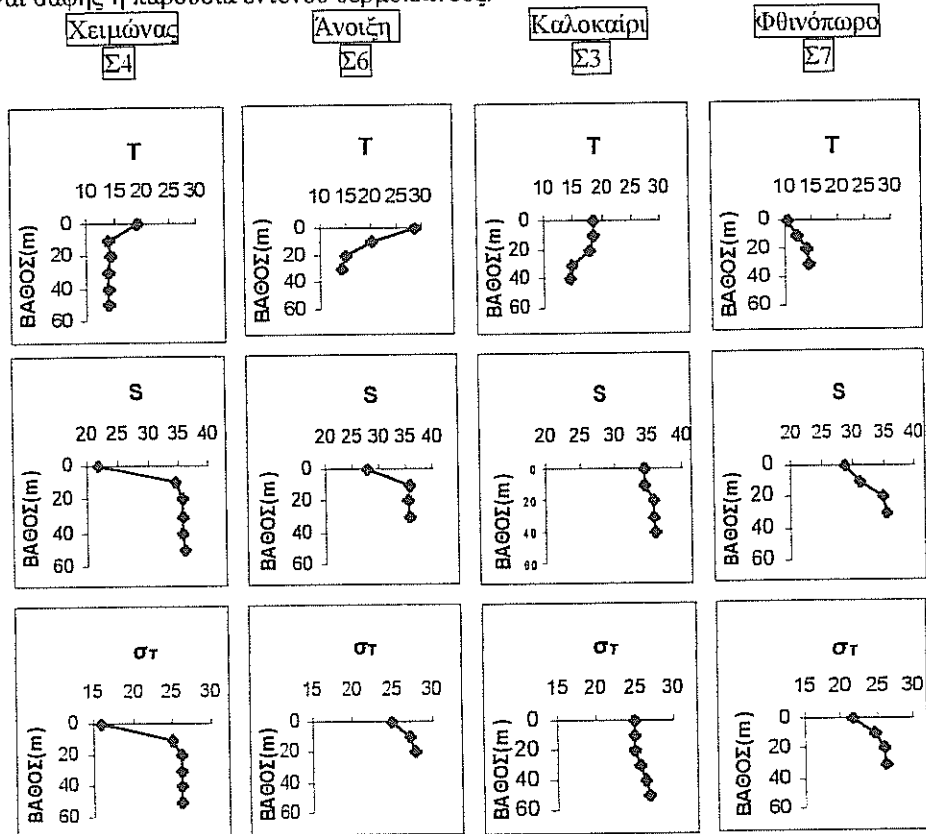 παρουσία έντονου θερμοκλινούς.
Χειμώνας Άνοιξη Καλοκαίρι Φθινόπωρο
Σ4 Σ6 Σ3 Σ7
T T T T
10 15 20 25 30 10 15 20 25 30 10 15 20 25 30 10 15 20 25 30
ΒΑΘΟΣ(m) 0 20 40 60 ΒΑΘΟΣ(m) 0 20 40 60 ΒΑΘΟΣ(m) 0 20 40 60 ΒΑΘΟΣ(m) 0 20 40 60
S S S S
20 25 30 35 40 20 25 30 35 40 20 25 30 35 40 20 25 30 35 40
ΒΑΘΟΣ(m) 0 20 40 60 ΒΑΘΟΣ(m) 0 20 40 60 ΒΑΘΟΣ(m) 0 20 40 60 ΒΑΘΟΣ(m) 0 20 40 60
σT σT σT σT
15 20 25 30 15 20 25 30 15 20 25 30 15 20 25 30
ΒΑΘΟΣ(m) 0 20 40 60 ΒΑΘΟΣ(m) 0 20 40 60 ΒΑΘΟΣ(m) 0 20 40 60 ΒΑΘΟΣ(m) 0 20 40 60